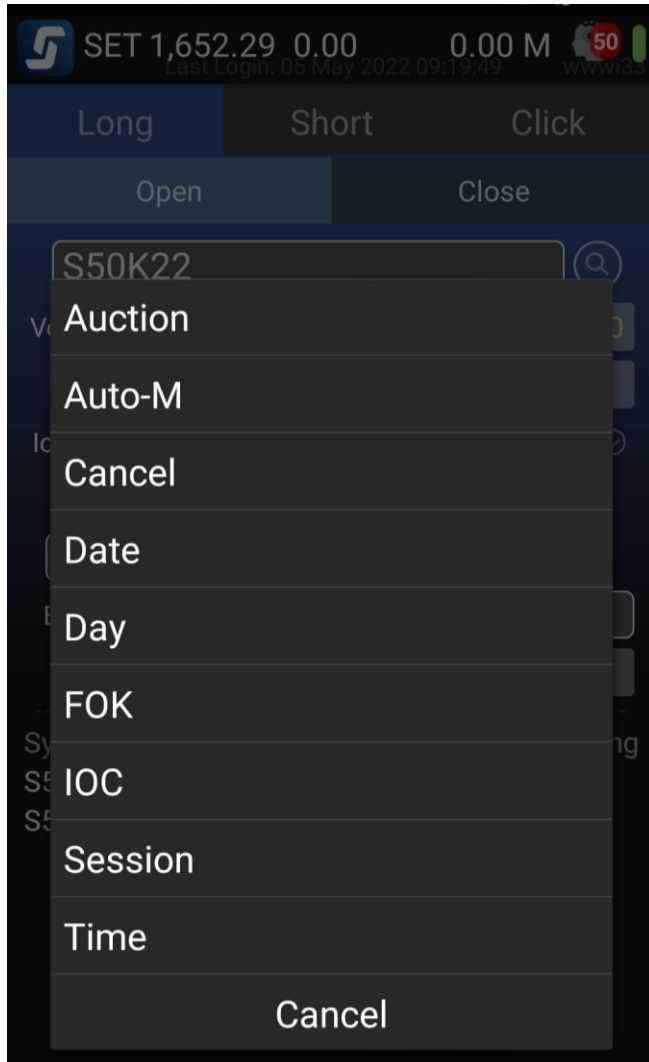 SET 1,652.29 0.00 0.00 M 50
Last Login: 05 May 2022 09:19:49 wwwi33
Long Short Click
Open Close
S50K22
Auction
Auto-M
Cancel
Date
Day
FOK
IOC
Session
Time
Cancel